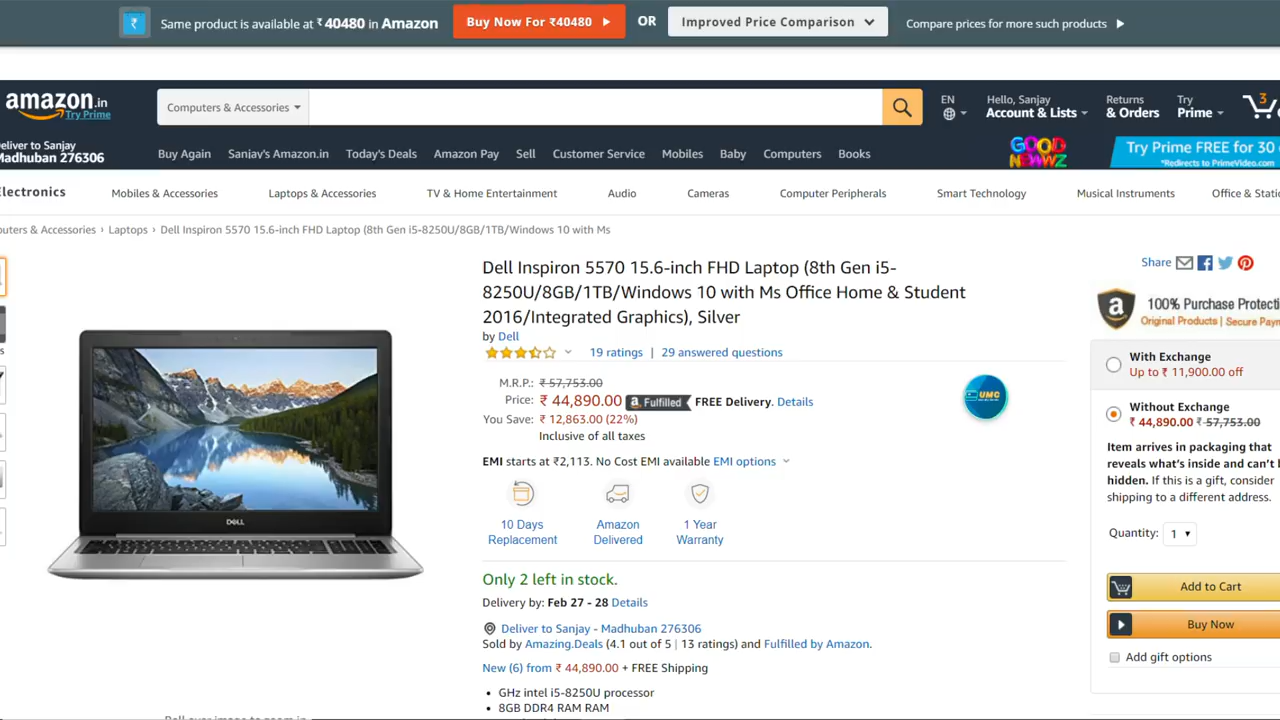 Same product is available at ₹ 40480 in Amazon
Buy Now For ₹40480
OR
Improved Price Comparison
Compare prices for more such products
amazon.in
Try Prime
Computers & Accessories
EN
Hello, Sanjay
Account & Lists
Returns
& Orders
Try
Prime
3
Deliver to Sanjay
Madhuban 276306
Buy Again
Sanjay's Amazon.in
Today's Deals
Amazon Pay
Sell
Customer Service
Mobiles
Baby
Computers
Books
GOOD
NEWWZ
Try Prime FREE for 30
*Redirects to PrimeVideo.com
Electronics
Mobiles & Accessories
Laptops & Accessories
TV & Home Entertainment
Audio
Cameras
Computer Peripherals
Smart Technology
Musical Instruments
Office & Stati
uters & Accessories › Laptops › Dell Inspiron 5570 15.6-inch FHD Laptop (8th Gen i5-8250U/8GB/1TB/Windows 10 with Ms
Dell Inspiron 5570 15.6-inch FHD Laptop (8th Gen i5-
8250U/8GB/1TB/Windows 10 with Ms Office Home & Student
2016/Integrated Graphics), Silver
by Dell
19 ratings | 29 answered questions
M.R.P.: ₹ 57,753.00
Price: ₹ 44,890.00 a Fulfilled FREE Delivery. Details
You Save: ₹ 12,863.00 (22%)
Inclusive of all taxes
UMC
EMI starts at ₹2,113. No Cost EMI available EMI options
10 Days
Replacement
Amazon
Delivered
1 Year
Warranty
Only 2 left in stock.
Delivery by: Feb 27 - 28 Details
Deliver to Sanjay - Madhuban 276306
Sold by Amazing.Deals (4.1 out of 5 | 13 ratings) and Fulfilled by Amazon.
New (6) from ₹ 44,890.00 + FREE Shipping
• GHz intel i5-8250U processor
• 8GB DDR4 RAM RAM
DELL
Share
a
100% Purchase Protecti
Original Products | Secure Paym
With Exchange
Up to ₹ 11,900.00 off
Without Exchange
₹ 44,890.00 ₹ 57,753.00
Item arrives in packaging that
reveals what's inside and can't b
hidden. If this is a gift, consider
shipping to a different address.
Quantity: 1
Add to Cart
Buy Now
Add gift options